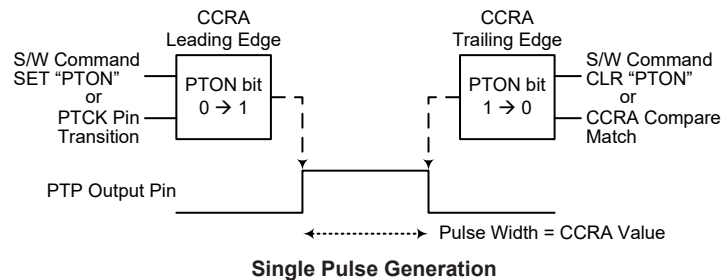 CCRA
Leading Edge
S/W Command
SET “PTON”
or
PTCK Pin
Transition
PTON bit
0 → 1
CCRA
Trailing Edge
PTON bit
1 → 0
S/W Command
CLR “PTON”
or
CCRA Compare
Match
PTP Output Pin
Pulse Width = CCRA Value
Single Pulse Generation